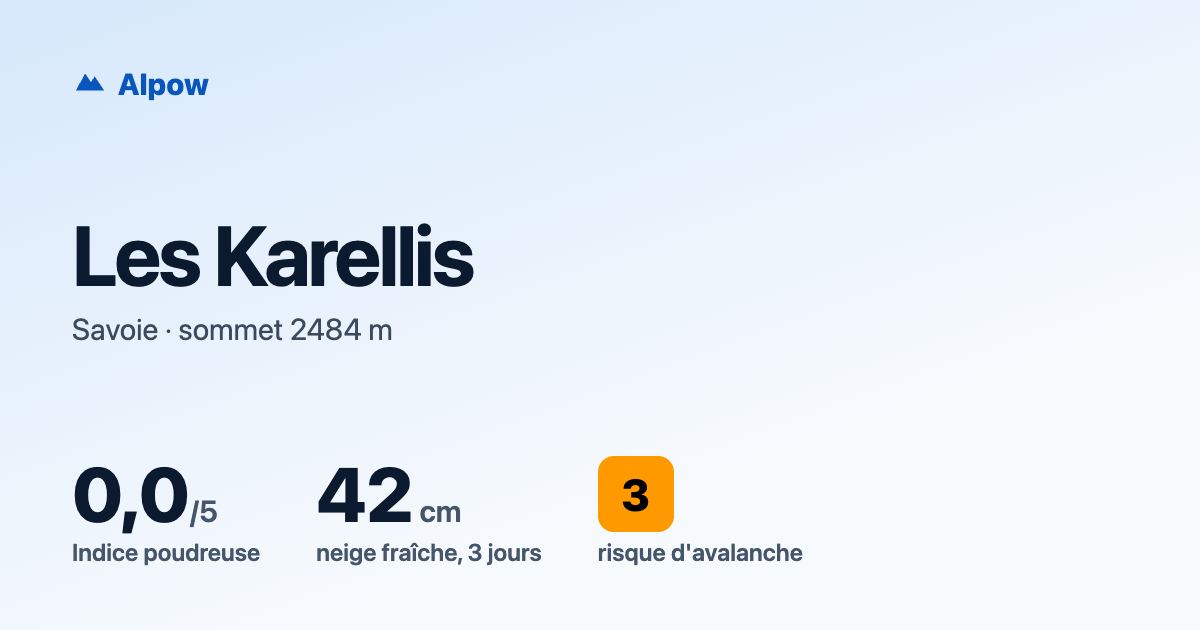 Alpow
Les Karellis
Savoie · sommet 2484 m
0,0/5
Indice poudreuse
42 cm
neige fraîche, 3 jours
3
risque d'avalanche